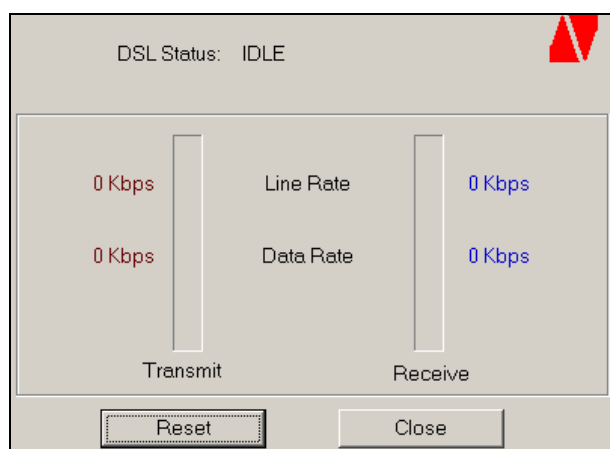 DSL Status: IDLE
0 Kbps Line Rate 0 Kbps
0 Kbps Data Rate 0 Kbps
Transmit Receive
Reset Close